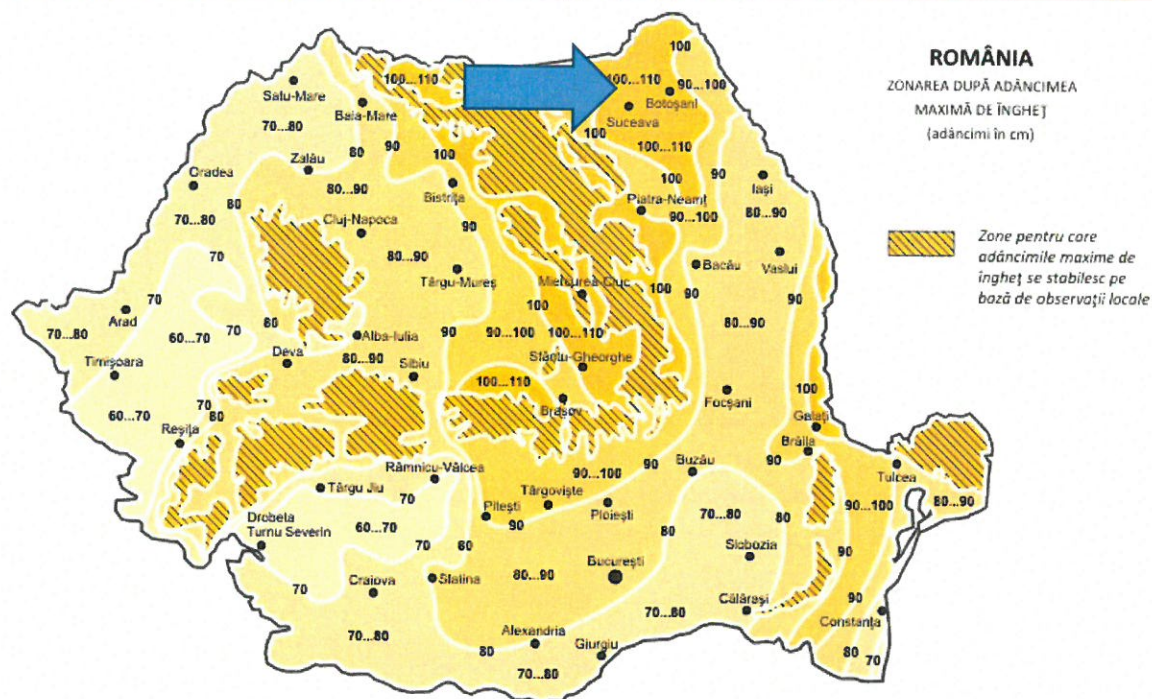 ROMÂNIA
ZONAREA DUPĂ ADÂNCIMEA
MAXIMĂ DE ÎNGHEȚ
(adâncimi în cm)
Zone pentru care
adâncimile maxime de
îngheț se stabilesc pe
bază de observații locale
100
100...110
100...110
90...100
Satu-Mare
Botoșani
Baia-Mare
Suceava
70...80
80
90
100
100...110
Zalău
100
90
Iași
Oradea
80
80...90
Bistrița
100
Piatra-Neamț
80...90
70...80
Cluj-Napoca
90
90...100
70
80...90
Târgu-Mureș
Bacău
Vaslui
Miercurea-Ciuc
100
90
70
100
Arad
60...70
70
80
Alba-Iulia
90
90...100
100...110
80...90
70...80
Timișoara
Deva
80...90
Sibiu
Sfântu-Gheorghe
100...110
100
60...70
70
80
Brașov
Focșani
Galați
Reșița
Brăila
90
Râmnicu-Vâlcea
90
Buzău
Tulcea
90...100
Târgu Jiu
70
Târgoviște
80...90
Pitești
Ploiești
90...100
Drobeta
Turnu Severin
60...70
90
70...80
80
70
80
80
Slobozia
București
90
70
Craiova
Slatina
80...90
Călărași
90
70...80
70...80
Constanța
Alexandria
80
Giurgiu
80
70
70...80